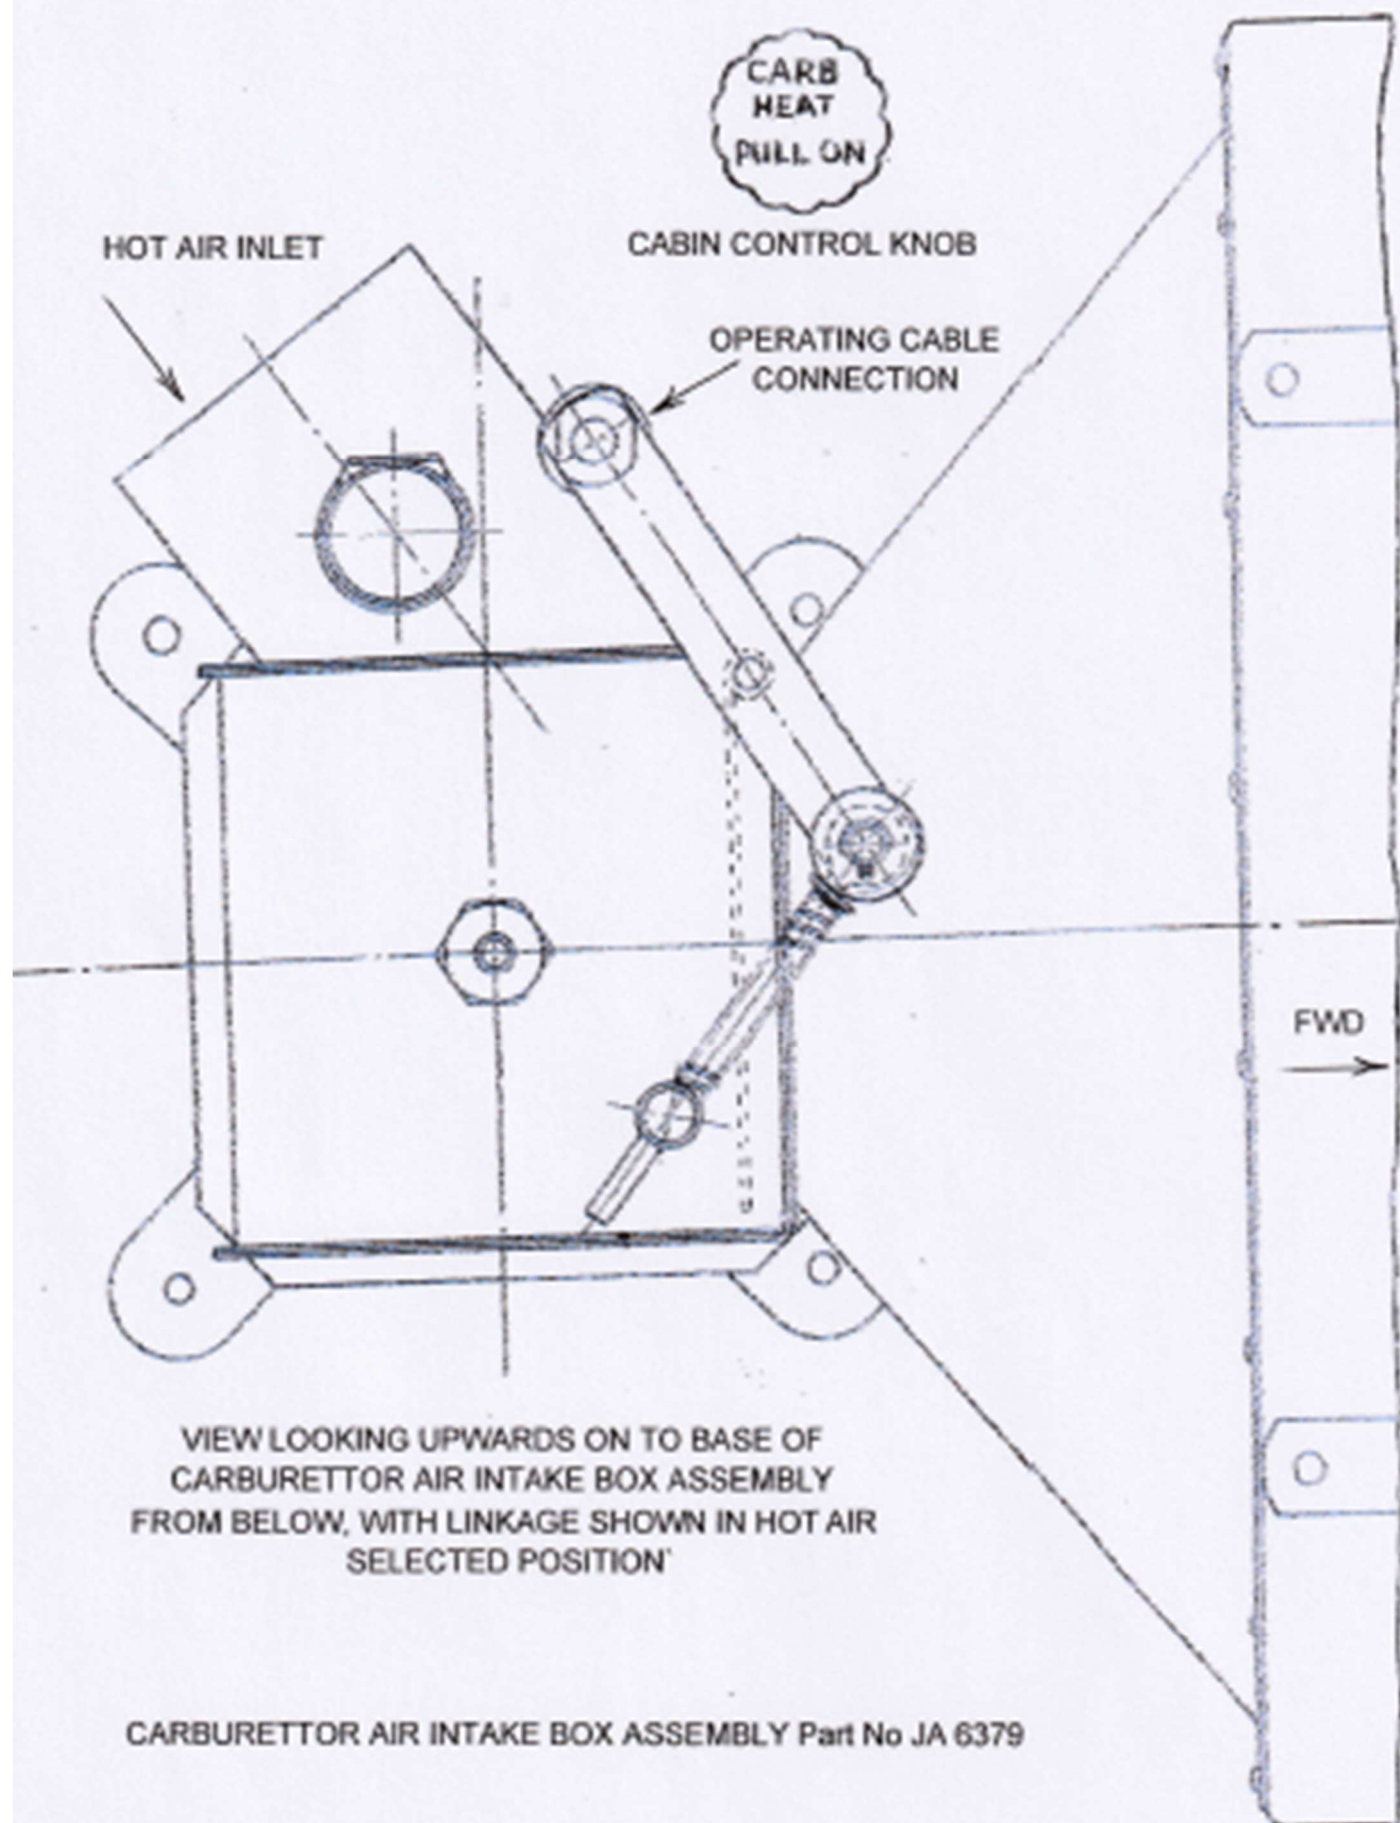 CARB
HEAT
PULL ON
HOT AIR INLET
CABIN CONTROL KNOB
OPERATING CABLE
CONNECTION
FWD
VIEW LOOKING UPWARDS ON TO BASE OF
CARBURETTOR AIR INTAKE BOX ASSEMBLY
FROM BELOW, WITH LINKAGE SHOWN IN HOT AIR
SELECTED POSITION'
CARBURETTOR AIR INTAKE BOX ASSEMBLY Part No JA 6379